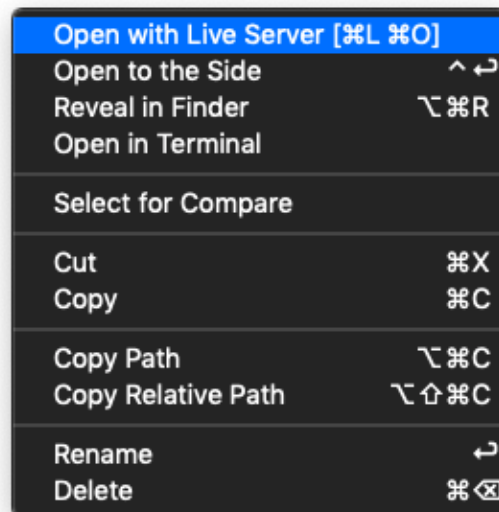 Open with Live Server [⌘L ⌘O]
Open to the Side ^ ↩
Reveal in Finder ⌥⌘R
Open in Terminal
Select for Compare
Cut ⌘X
Copy ⌘C
Copy Path ⌥⌘C
Copy Relative Path ⌥⇧⌘C
Rename ↩
Delete ⌘⌫